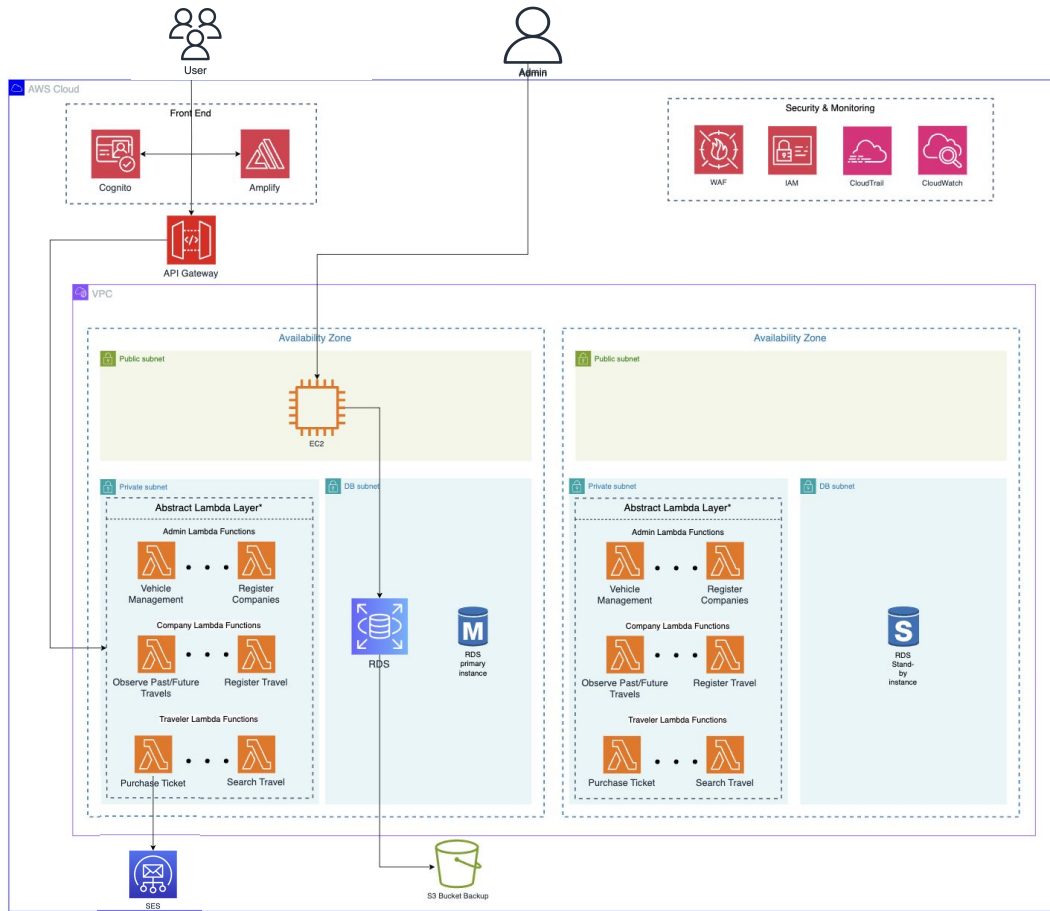 User
Admin
AWS Cloud
Front End
Cognito
Amplify
Security & Monitoring
WAF
IAM
CloudTrail
CloudWatch
API Gateway
VPC
Availability Zone
Public subnet
EC2
Private subnet
Abstract Lambda Layer*
Admin Lambda Functions
Vehicle
Management
Register
Companies
Company Lambda Functions
Observe Past/Future
Travels
Register Travel
Traveler Lambda Functions
Purchase Ticket
Search Travel
DB subnet
RDS
M
RDS
primary
instance
Availability Zone
Public subnet
Private subnet
Abstract Lambda Layer*
Admin Lambda Functions
Vehicle
Management
Register
Companies
Company Lambda Functions
Observe Past/Future
Travels
Register Travel
Traveler Lambda Functions
Purchase Ticket
Search Travel
DB subnet
S
RDS
Stand-
by
instance
SES
S3 Bucket Backup